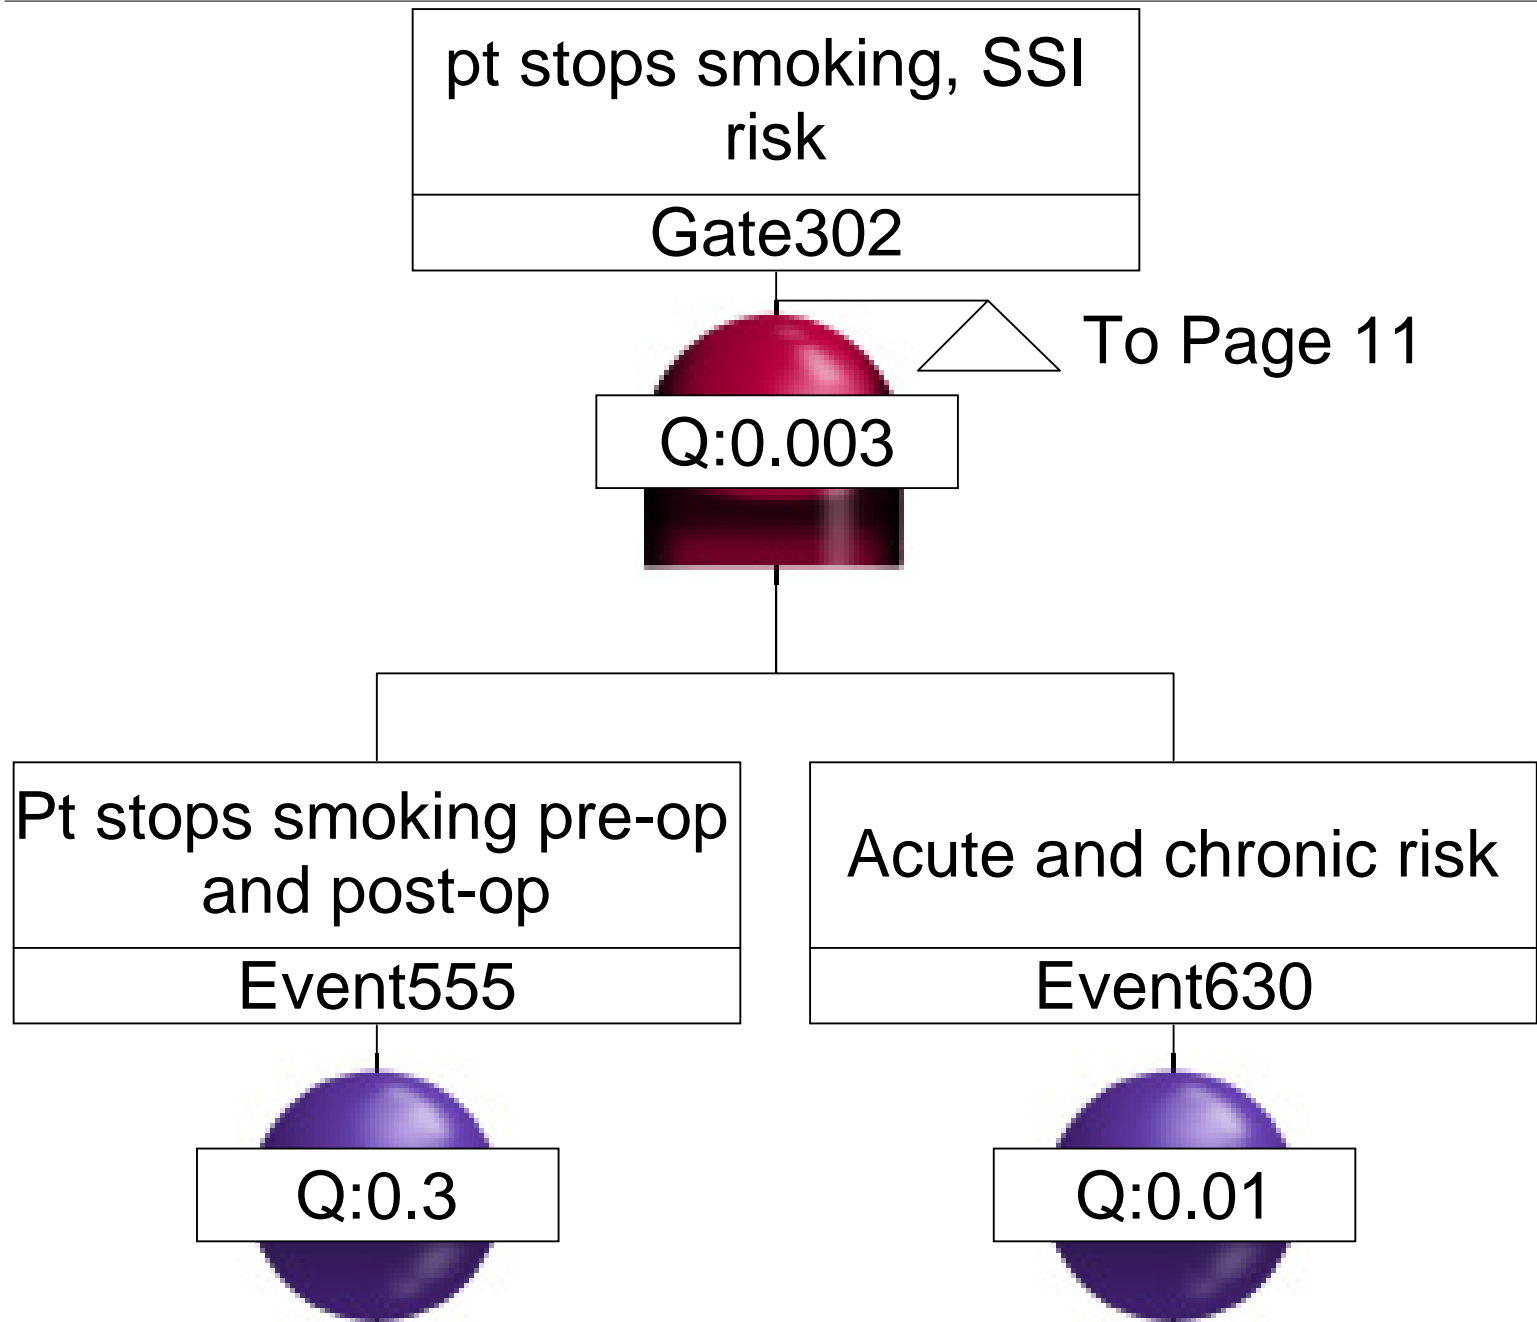 pt stops smoking, SSI
risk
Gate302
To Page 11
Q:0.003
Pt stops smoking pre-op
and post-op
Event555
Q:0.3
Acute and chronic risk
Event630
Q:0.01